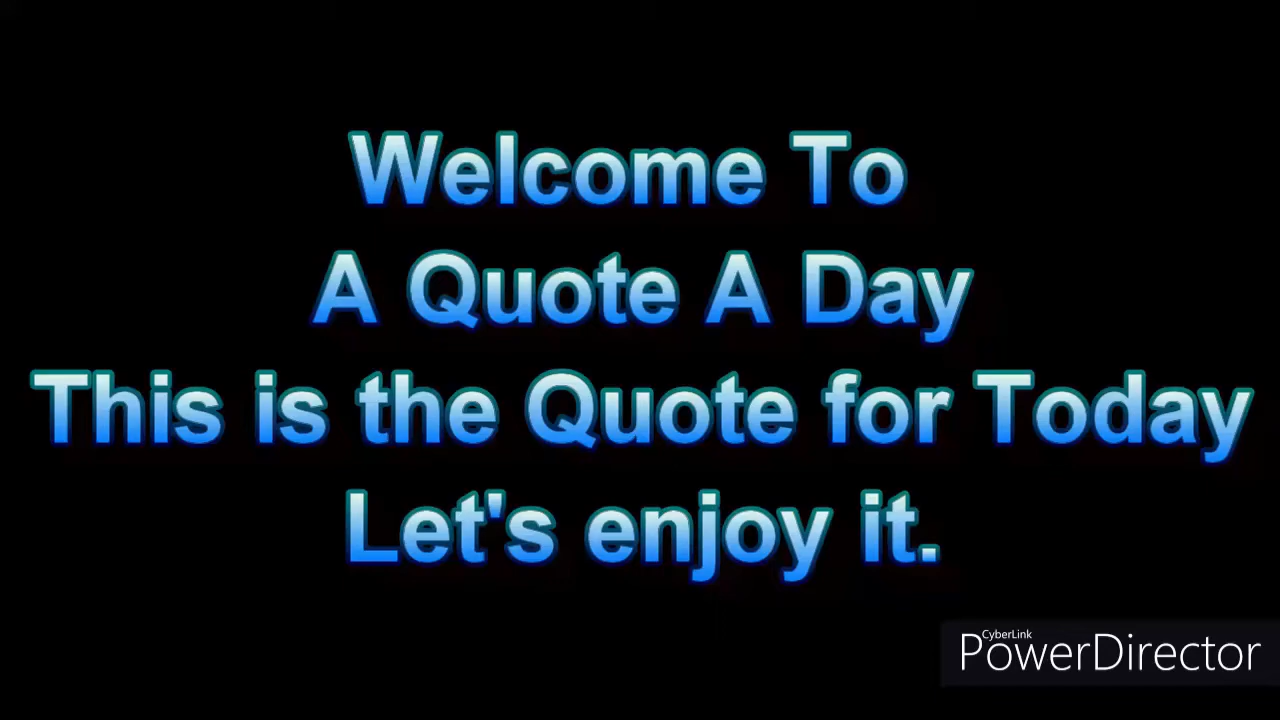 Welcome To
A Quote A Day
This is the Quote for Today
Let's enjoy it.
CyberLink
PowerDirector